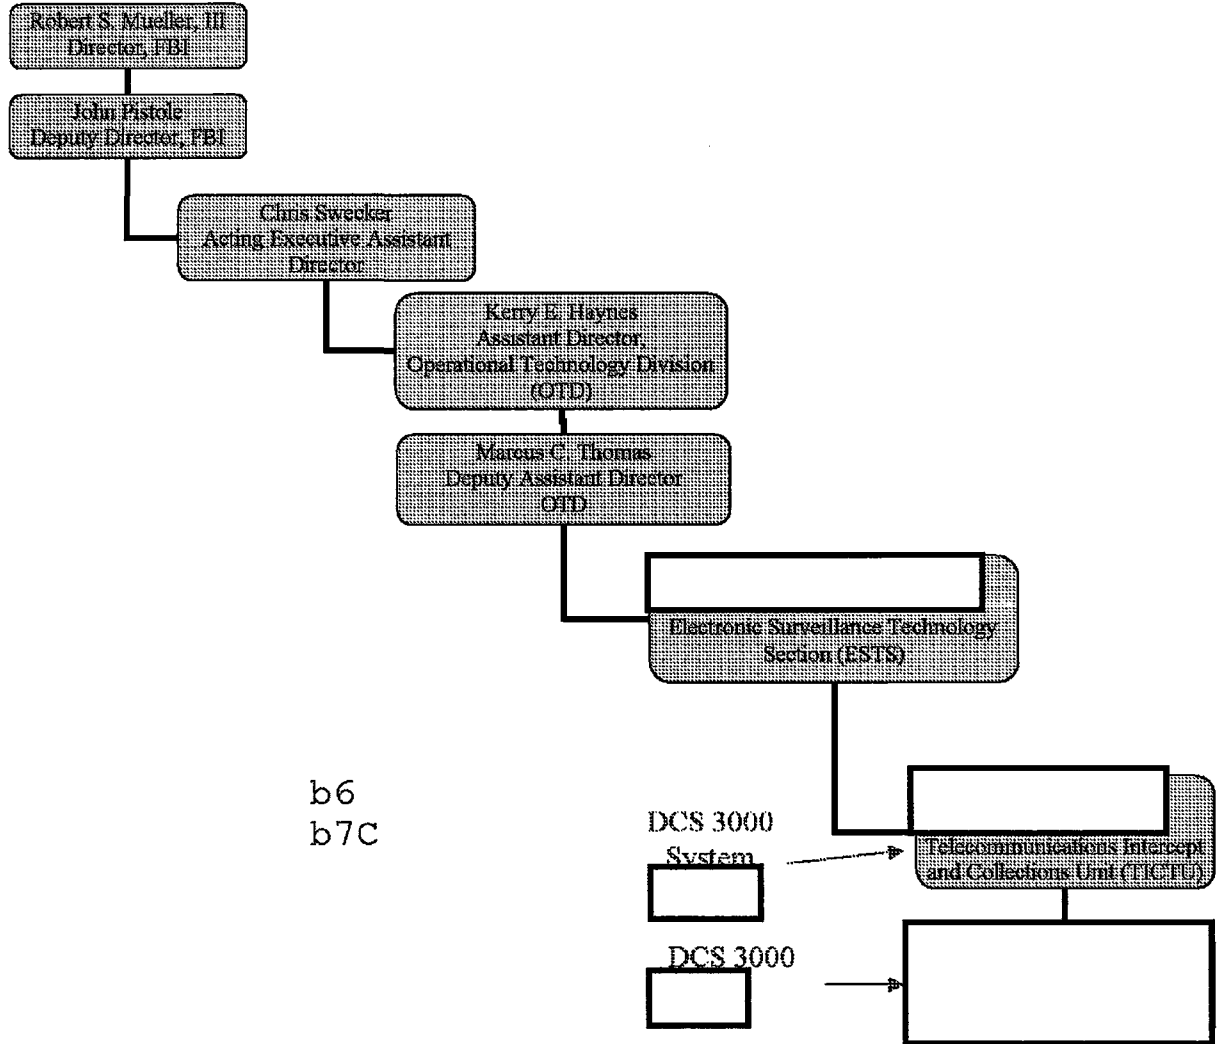 Robert S. Mueller, III
Director, FBI
John Pistole
Deputy Director, FBI
Chris Swecker
Acting Executive Assistant
Director
Kerry E. Haynes
Assistant Director,
Operational Technology Division
(OTD)
Marcus C. Thomas
Deputy Assistant Director
OTD
Electronic Surveillance Technology
Section (ESTS)
b6
b7C
DCS 3000
System
Telecommunications Intercept
and Collections Unit (TICTU)
DCS 3000